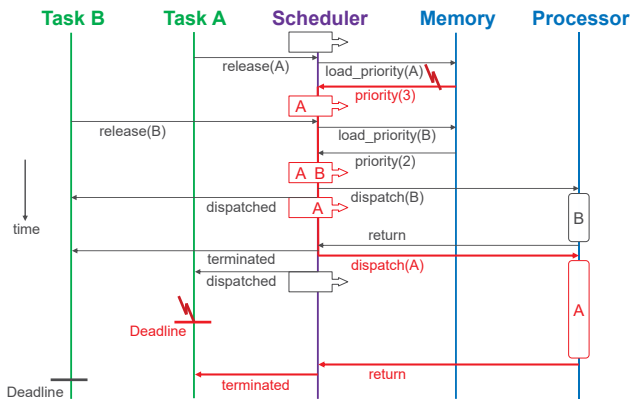 Task B Task A Scheduler Memory Processor
release(A)
load_priority(A)
priority(3)
A
release(B)
load_priority(B)
priority(2)
A B
dispatch(B)
dispatched
A
B
time
return
terminated
dispatch(A)
dispatched
A
Deadline
return
terminated
Deadline